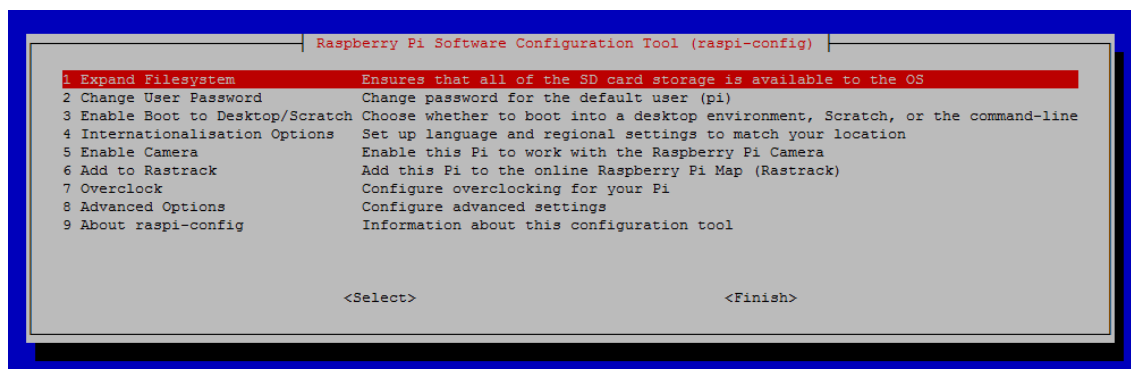 Raspberry Pi Software Configuration Tool (raspi-config)
1 Expand Filesystem Ensures that all of the SD card storage is available to the OS
2 Change User Password Change password for the default user (pi)
3 Enable Boot to Desktop/Scratch Choose whether to boot into a desktop environment, Scratch, or the command-line
4 Internationalisation Options Set up language and regional settings to match your location
5 Enable Camera Enable this Pi to work with the Raspberry Pi Camera
6 Add to Rastrack Add this Pi to the online Raspberry Pi Map (Rastrack)
7 Overclock Configure overclocking for your Pi
8 Advanced Options Configure advanced settings
9 About raspi-config Information about this configuration tool
<Select> <Finish>